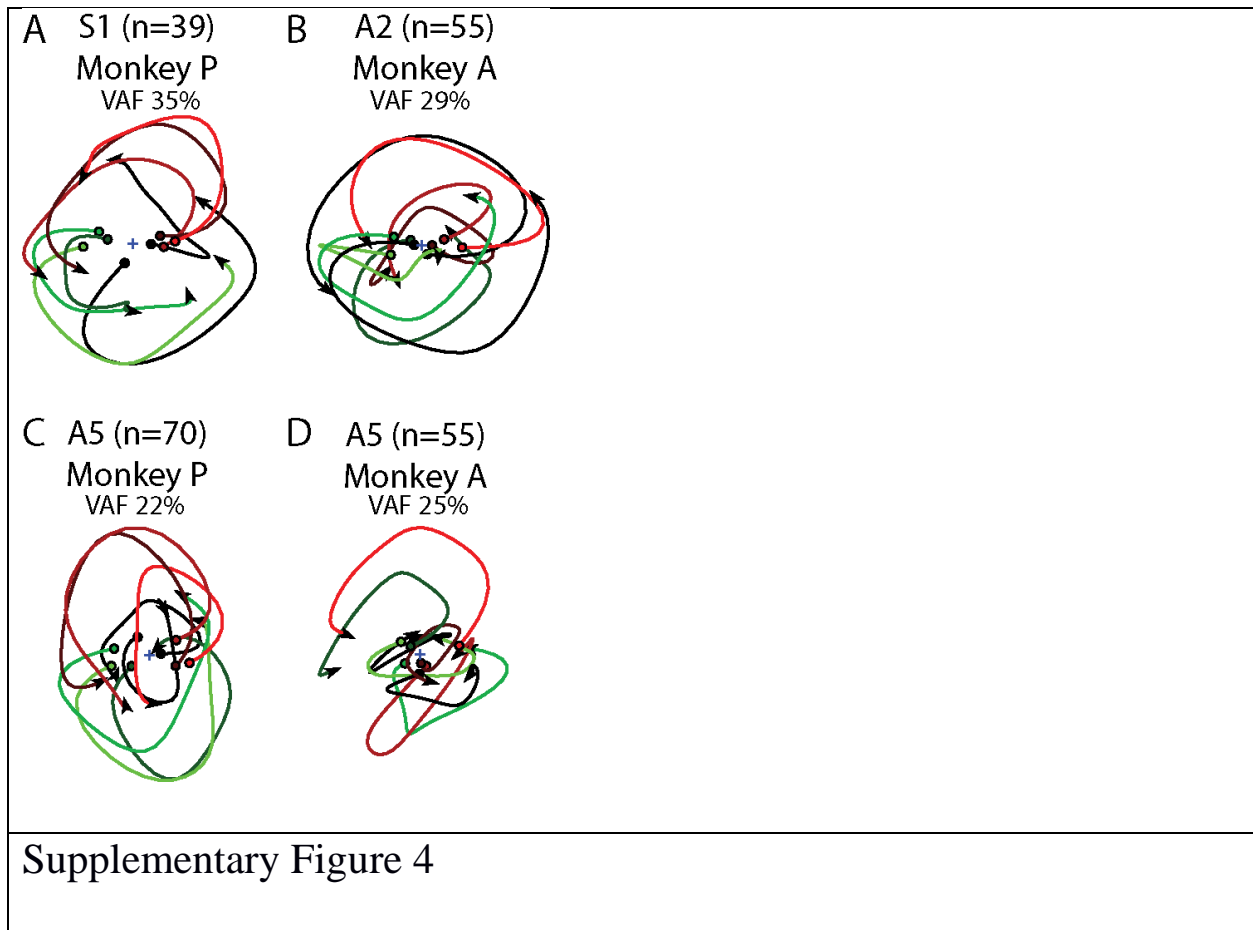 A S1 (n=39)
Monkey P
VAF 35%
B A2 (n=55)
Monkey A
VAF 29%
C A5 (n=70)
Monkey P
VAF 22%
D A5 (n=55)
Monkey A
VAF 25%
Supplementary Figure 4